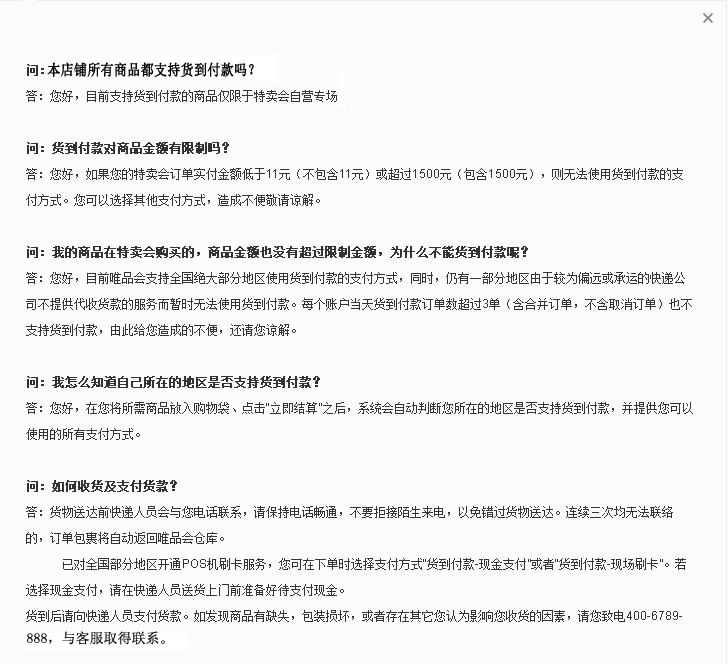 问：本店铺所有商品都支持货到付款吗？
答：您好，目前支持货到付款的商品仅限于特卖会自营专场
问：货到付款对商品金额有限制吗？
答：您好，如果您的特卖会订单实付金额低于11元（不包含11元）或超过1500元（包含1500元），则无法使用货到付款的支
付方式。您可以选择其他支付方式，造成不便敬请谅解。
问：我的商品在特卖会购买的，商品金额也没有超过限制金额，为什么不能货到付款呢？
答：您好，目前唯品会支持全国绝大部分地区使用货到付款的支付方式，同时，仍有一部分地区由于较为偏远或承运的快递公
司不提供代收货款的服务而暂时无法使用货到付款。每个账户当天货到付款订单数超过3单（含合并订单，不含取消订单）也不
支持货到付款，由此给您造成的不便，还请您谅解。
问：我怎么知道自己所在的地区是否支持货到付款？
答：您好，在您将所需商品放入购物袋、点击"立即结算"之后，系统会自动判断您所在的地区是否支持货到付款，并提供您可以
使用的所有支付方式。
问：如何收货及支付货款？
答：货物送达前快递人员会与您电话联系，请保持电话畅通，不要拒接陌生来电，以免错过货物送达。连续三次均无法联络
的，订单包裹将自动返回唯品会仓库。
已对全国部分地区开通POS机刷卡服务，您可在下单时选择支付方式"货到付款-现金支付"或者"货到付款-现场刷卡"。若
选择现金支付，请在快递人员送货上门前准备好待支付现金。
货到后请向快递人员支付货款。如发现商品有缺失，包装损坏，或者存在其它您认为影响您收货的因素，请您致电400-6789-
888，与客服取得联系。